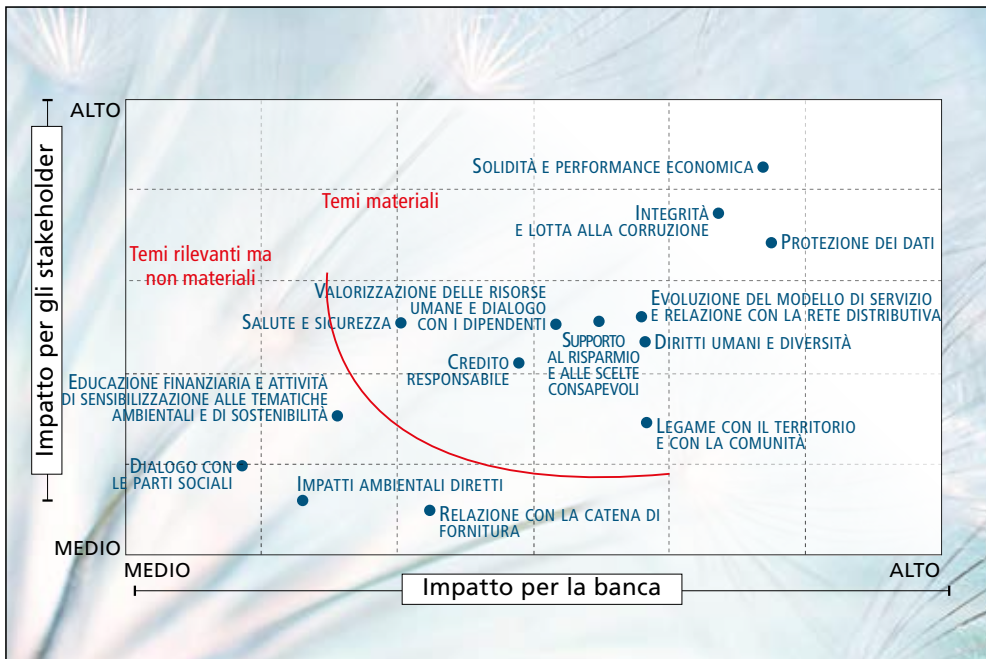 ALTO
Impatto per gli stakeholder
SOLIDITÀ E PERFORMANCE ECONOMICA
Temi materiali
INTEGRITÀ
E LOTTA ALLA CORRUZIONE
PROTEZIONE DEI DATI
Temi rilevanti ma
non materiali
VALORIZZAZIONE DELLE RISORSE
UMANE E DIALOGO
CON I DIPENDENTI
EVOLUZIONE DEL MODELLO DI SERVIZIO
E RELAZIONE CON LA RETE DISTRIBUTIVA
SALUTE E SICUREZZA
SUPPORTO
AL RISPARMIO
E ALLE SCELTE
CONSAPEVOLI
DIRITTI UMANI E DIVERSITÀ
CREDITO
RESPONSABILE
EDUCAZIONE FINANZIARIA E ATTIVITÀ
DI SENSIBILIZZAZIONE ALLE TEMATICHE
AMBIENTALI E DI SOSTENIBILITÀ
LEGAME CON IL TERRITORIO
E CON LA COMUNITÀ
DIALOGO CON
LE PARTI SOCIALI
IMPATTI AMBIENTALI DIRETTI
RELAZIONE CON LA CATENA DI
FORNITURA
MEDIO
MEDIO
ALTO
Impatto per la banca